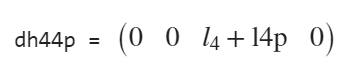 dh44p = (0 0 l₄ + l4p 0)